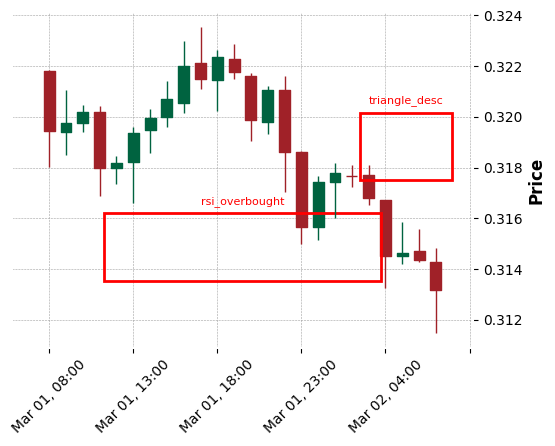 0.324
0.322
triangle_desc
0.320
0.318
Price
rsi_overbought
0.316
0.314
0.312
Mar 01, 08:00
Mar 01, 13:00
Mar 01, 18:00
Mar 01, 23:00
Mar 02, 04:00